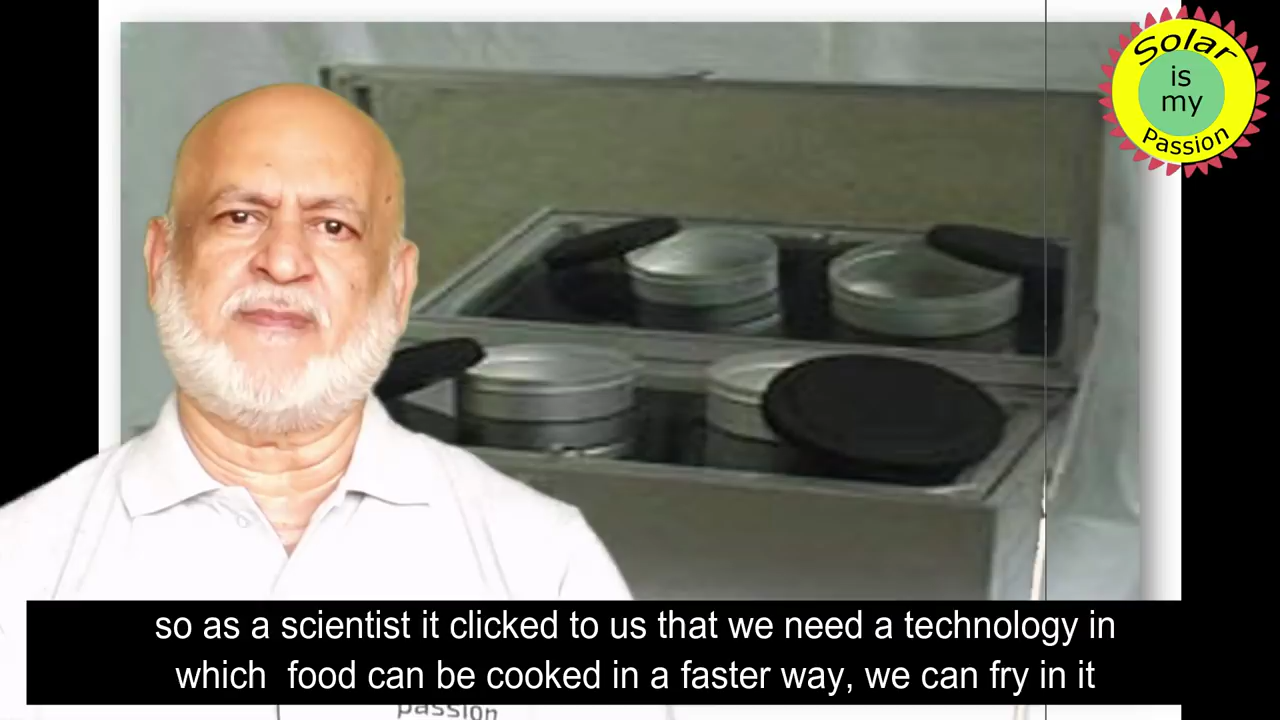 Solar
is
my
Passion
so as a scientist it clicked to us that we need a technology in
which  food can be cooked in a faster way, we can fry in it
passion